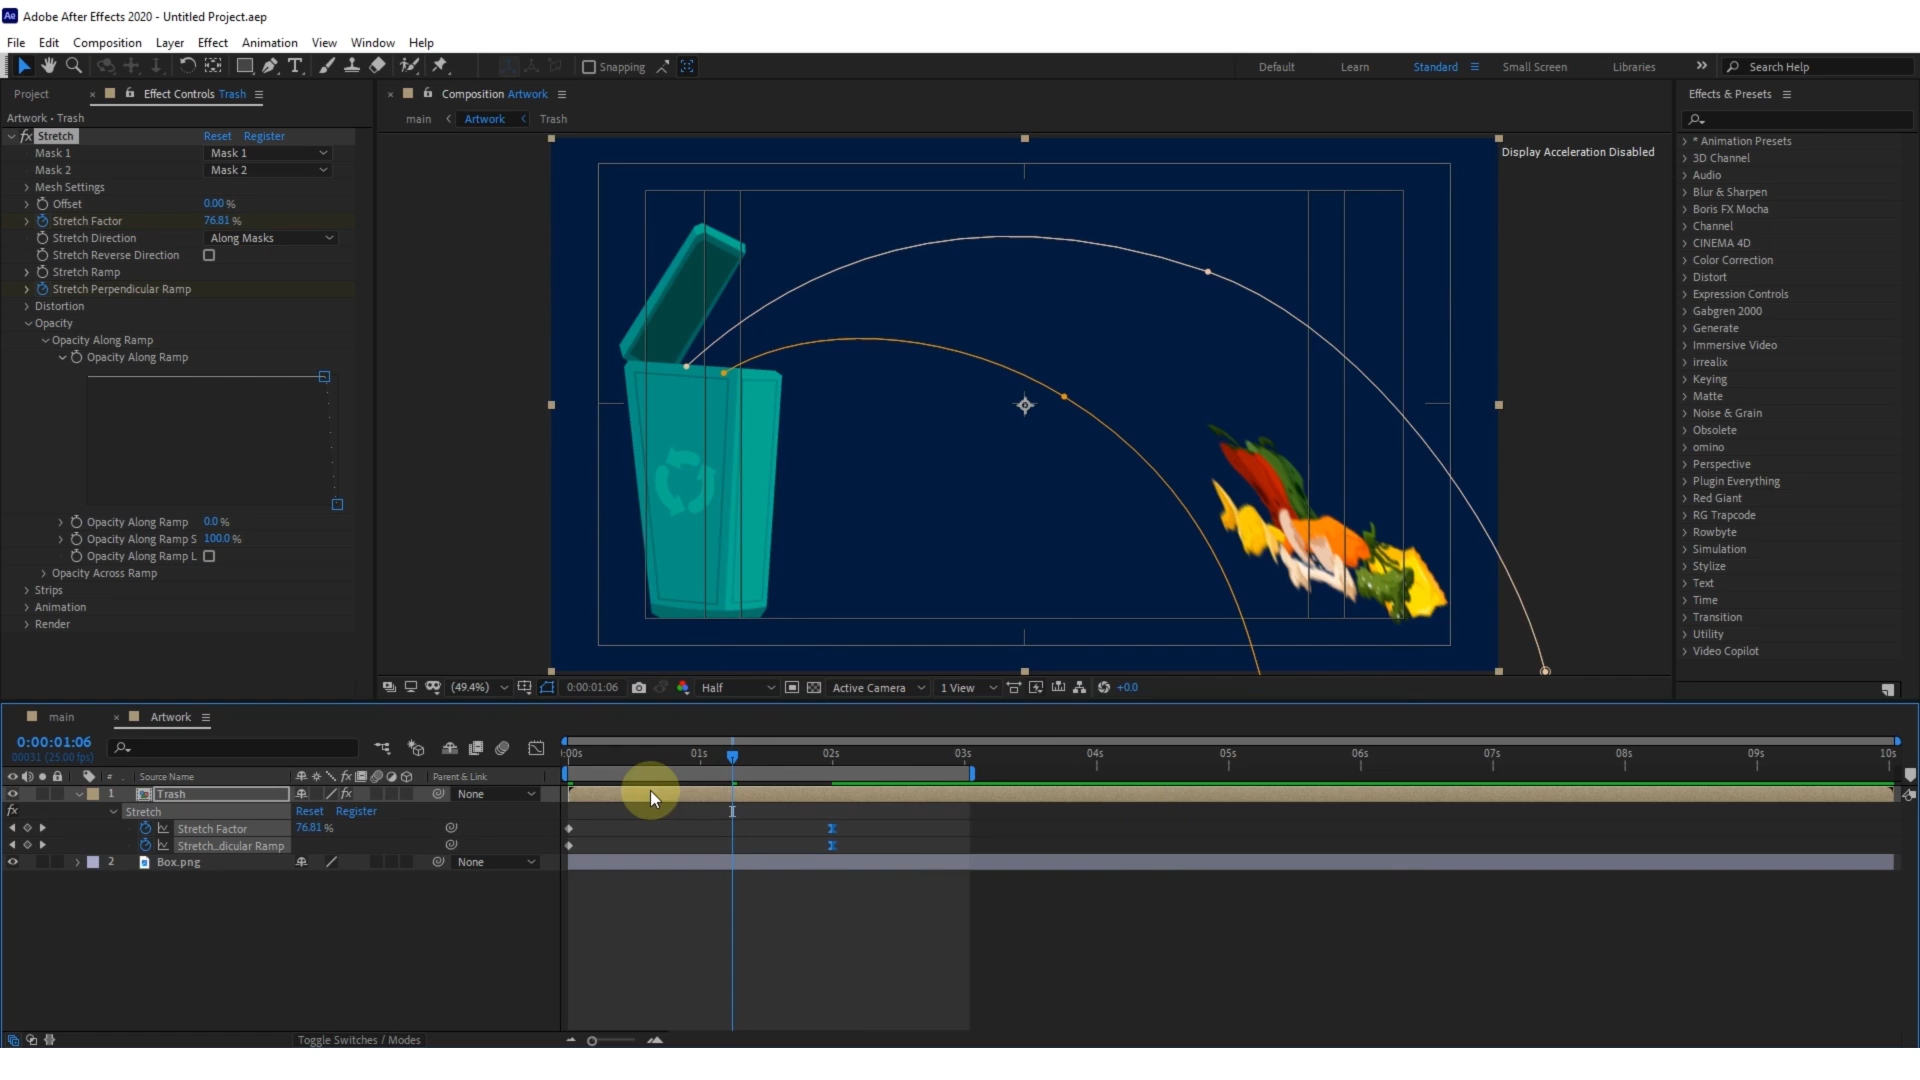 Ae Adobe After Effects 2020 - Untitled Project.aep
File Edit Composition Layer Effect Animation View Window Help
Snapping Default Learn Standard Small Screen Libraries Search Help
Project Effect Controls Trash Composition Artwork Effects & Presets
Artwork • Trash
main Artwork Trash
fx Stretch Reset Register
Mask 1 Mask 1
Mask 2 Mask 2
Mesh Settings
Offset 0.00 %
Stretch Factor 76.81 %
Stretch Direction Along Masks
Stretch Reverse Direction
Stretch Ramp
Stretch Perpendicular Ramp
Distortion
Opacity
Opacity Along Ramp
Opacity Along Ramp
Opacity Along Ramp 0.0 %
Opacity Along Ramp S 100.0 %
Opacity Along Ramp L
Opacity Across Ramp
Strips
Animation
Render
Display Acceleration Disabled
* Animation Presets
3D Channel
Audio
Blur & Sharpen
Boris FX Mocha
Channel
CINEMA 4D
Color Correction
Distort
Expression Controls
Gabgren 2000
Generate
Immersive Video
irrealix
Keying
Matte
Noise & Grain
Obsolete
omino
Perspective
Plugin Everything
Red Giant
RG Trapcode
Rowbyte
Simulation
Stylize
Text
Time
Transition
Utility
Video Copilot
(49.4%) 0:00:01:06 Half Active Camera 1 View +0.0
main Artwork
0:00:01:06
00031 (25.00 fps)
:00s 01s 02s 03s 04s 05s 06s 07s 08s 09s 10s
# . Source Name fx Parent & Link
1 Trash fx None
fx Stretch Reset Register
Stretch Factor 76.81 %
Stretch...dicular Ramp
2 Box.png None
Toggle Switches / Modes